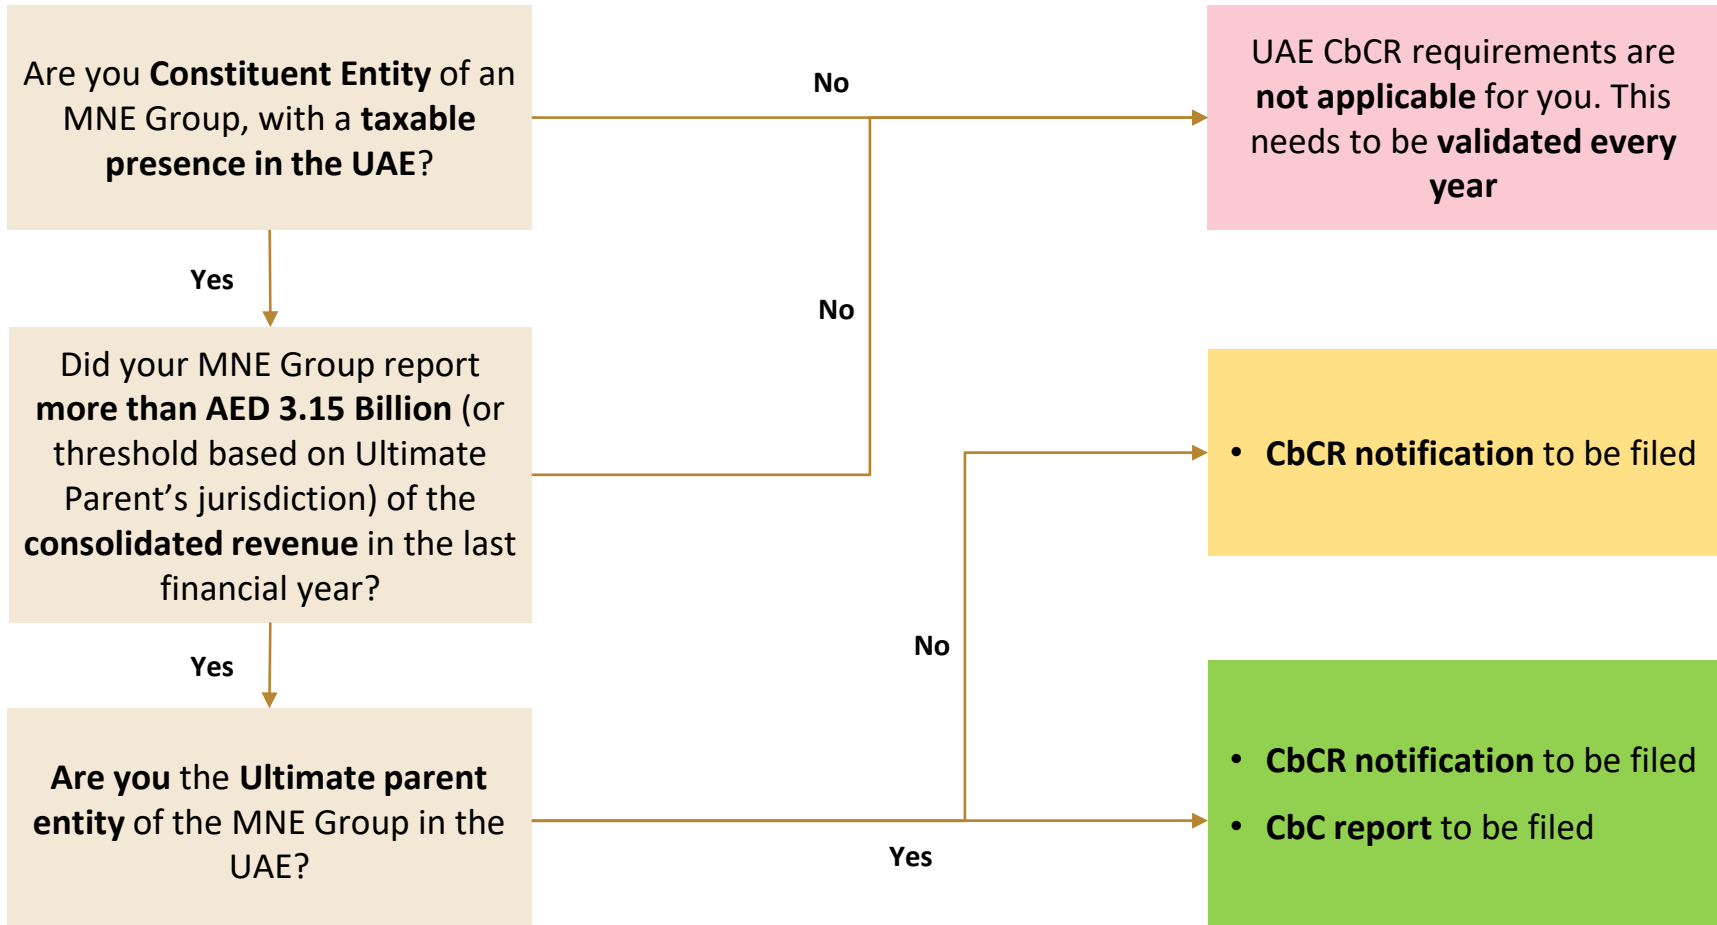 Are you Constituent Entity of an
MNE Group, with a taxable
presence in the UAE?
No
UAE CbCR requirements are
not applicable for you. This
needs to be validated every
year
Yes
No
Did your MNE Group report
more than AED 3.15 Billion (or
threshold based on Ultimate
Parent’s jurisdiction) of the
consolidated revenue in the last
financial year?
• CbCR notification to be filed
Yes
No
Are you the Ultimate parent
entity of the MNE Group in the
UAE?
Yes
• CbCR notification to be filed
• CbC report to be filed